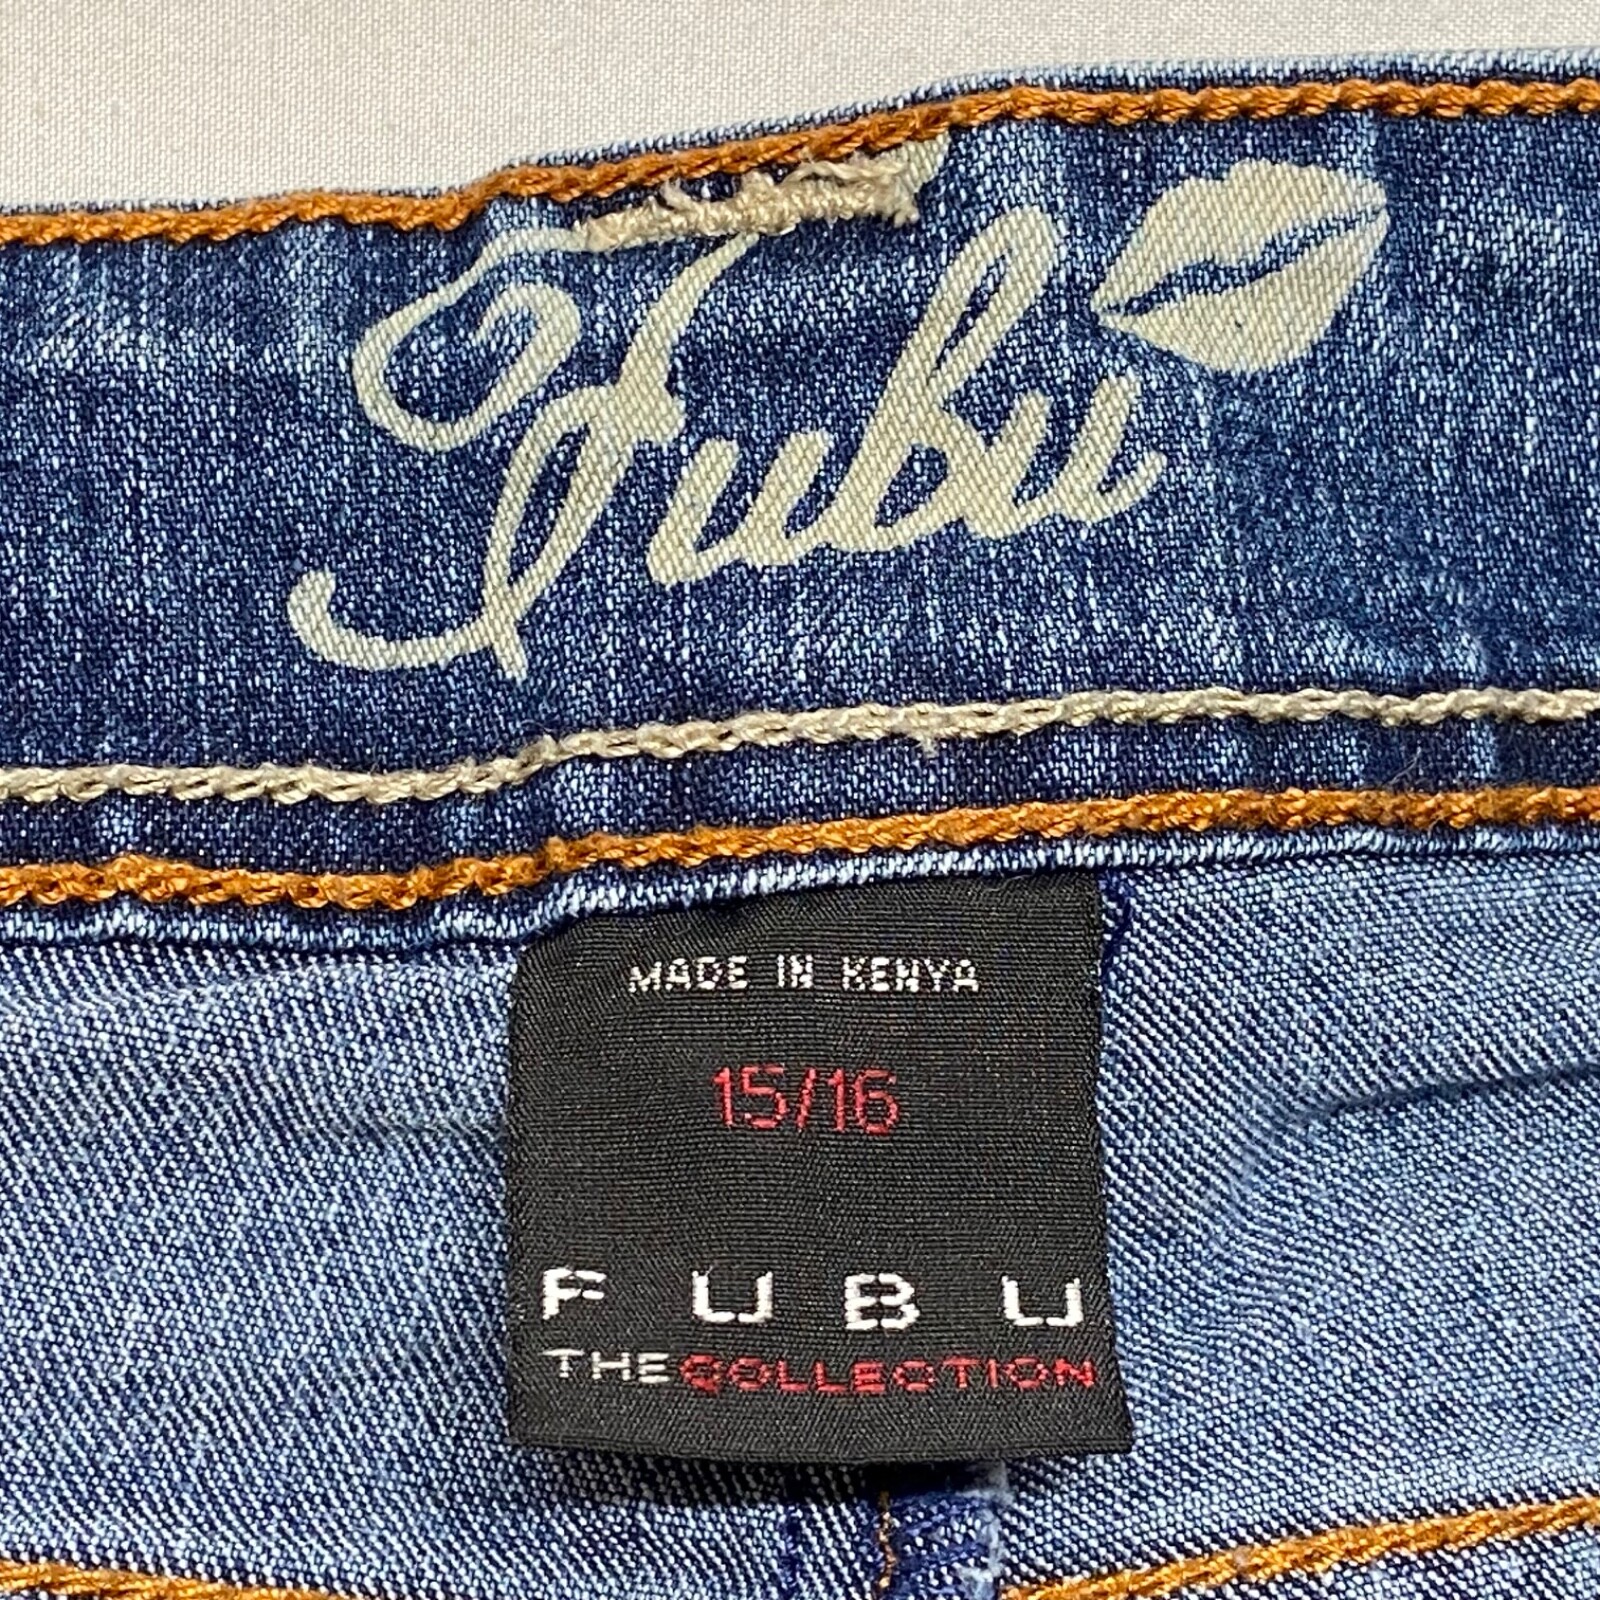 Fubu
MADE IN KENYA
15/16
FUBU
THE COLLECTION